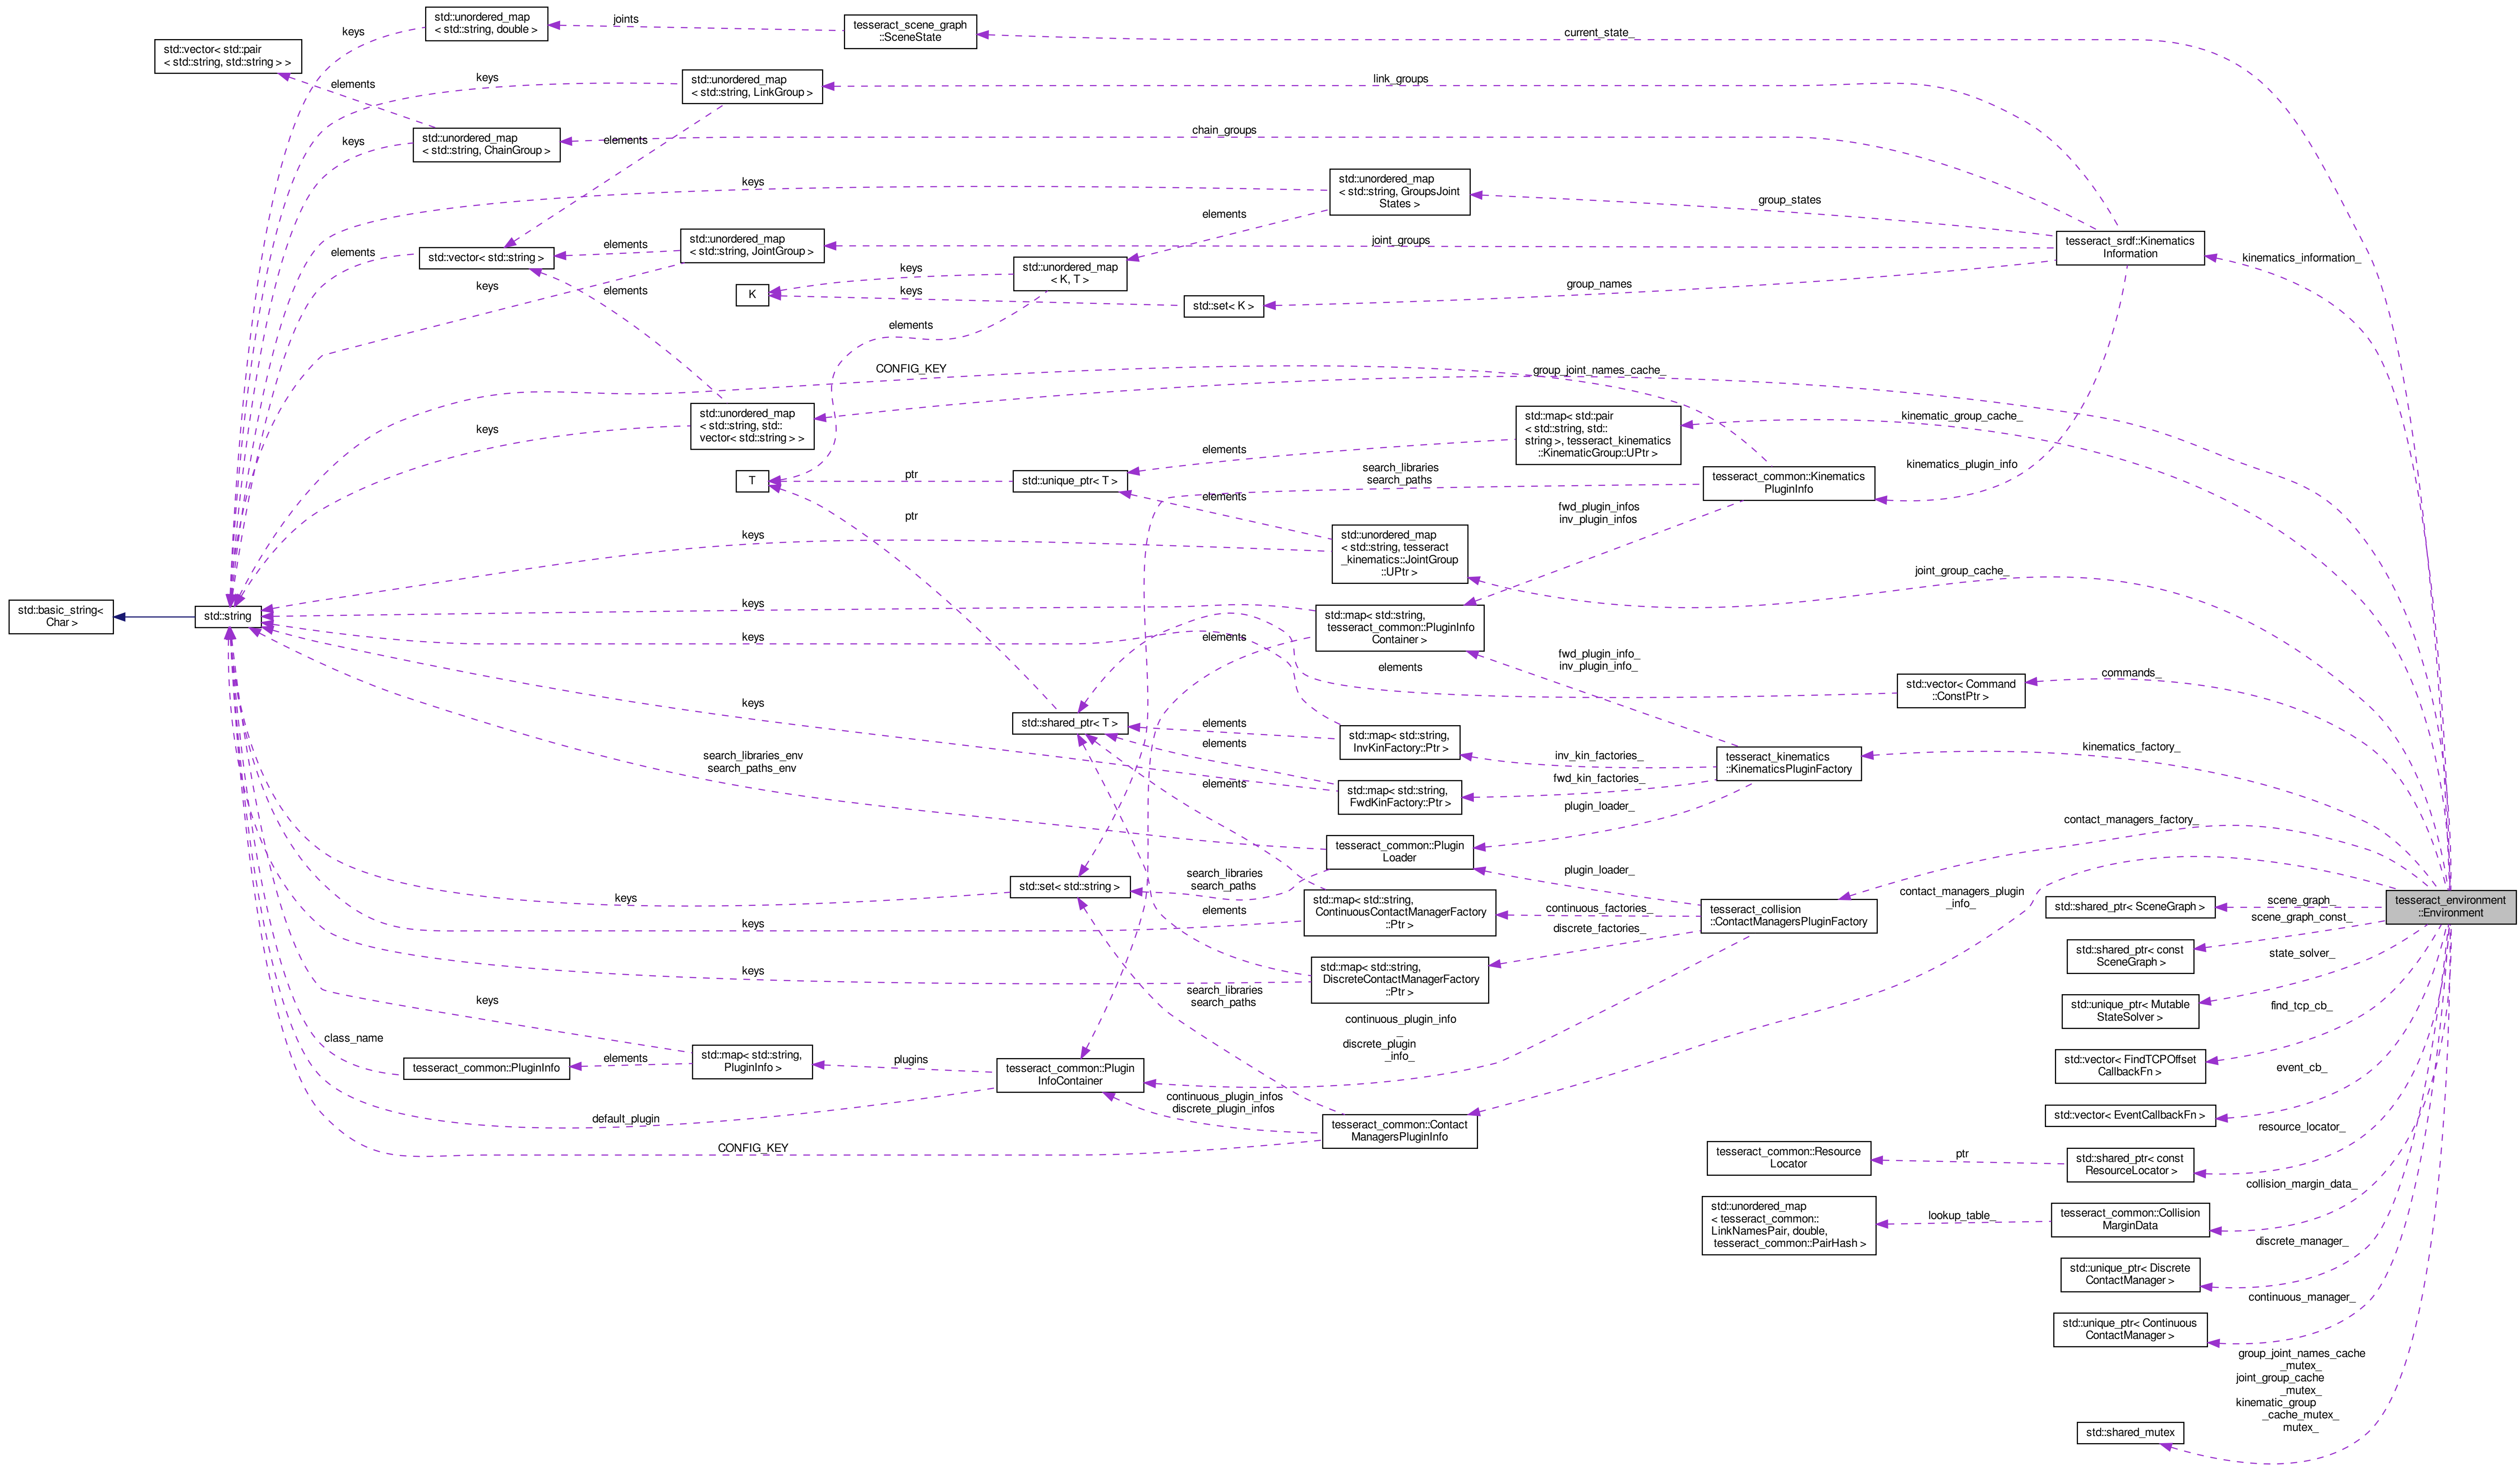 std::unordered_map
< std::string, double >
joints
tesseract_scene_graph
::SceneState
current_state_
keys
std::vector< std::pair
< std::string, std::string > >
elements
keys
std::unordered_map
< std::string, LinkGroup >
link_groups
std::unordered_map
< std::string, ChainGroup >
keys
elements
chain_groups
keys
std::unordered_map
< std::string, GroupsJoint
States >
group_states
elements
std::vector< std::string >
elements
elements
std::unordered_map
< std::string, JointGroup >
joint_groups
tesseract_srdf::Kinematics
Information
kinematics_information_
keys
elements
K
keys
keys
std::unordered_map
< K, T >
std::set< K >
group_names
elements
CONFIG_KEY
group_joint_names_cache_
std::unordered_map
< std::string, std::
vector< std::string > >
keys
std::map< std::pair
< std::string, std::
string >, tesseract_kinematics
::KinematicGroup::UPtr >
kinematic_group_cache_
elements
T
ptr
std::unique_ptr< T >
search_libraries
search_paths
elements
tesseract_common::Kinematics
PluginInfo
kinematics_plugin_info
ptr
fwd_plugin_infos
inv_plugin_infos
keys
std::unordered_map
< std::string, tesseract
_kinematics::JointGroup
::UPtr >
joint_group_cache_
std::basic_string<
Char >
std::string
keys
keys
elements
std::map< std::string,
tesseract_common::PluginInfo
Container >
elements
fwd_plugin_info_
inv_plugin_info_
std::vector< Command
::ConstPtr >
commands_
keys
std::shared_ptr< T >
elements
elements
std::map< std::string,
InvKinFactory::Ptr >
inv_kin_factories_
tesseract_kinematics
::KinematicsPluginFactory
kinematics_factory_
search_libraries_env
search_paths_env
elements
std::map< std::string,
FwdKinFactory::Ptr >
fwd_kin_factories_
plugin_loader_
tesseract_common::Plugin
Loader
contact_managers_factory_
keys
std::set< std::string >
search_libraries
search_paths
plugin_loader_
contact_managers_plugin
_info_
keys
elements
std::map< std::string,
ContinuousContactManagerFactory
::Ptr >
continuous_factories_
tesseract_collision
::ContactManagersPluginFactory
discrete_factories_
std::shared_ptr< SceneGraph >
scene_graph_
tesseract_environment
::Environment
scene_graph_const_
std::shared_ptr< const
SceneGraph >
state_solver_
keys
std::map< std::string,
DiscreteContactManagerFactory
::Ptr >
search_libraries
search_paths
keys
continuous_plugin_info
_
discrete_plugin
_info_
std::unique_ptr< Mutable
StateSolver >
find_tcp_cb_
class_name
tesseract_common::PluginInfo
elements
std::map< std::string,
PluginInfo >
plugins
tesseract_common::Plugin
InfoContainer
std::vector< FindTCPOffset
CallbackFn >
event_cb_
default_plugin
continuous_plugin_infos
discrete_plugin_infos
CONFIG_KEY
tesseract_common::Contact
ManagersPluginInfo
std::vector< EventCallbackFn >
resource_locator_
tesseract_common::Resource
Locator
ptr
std::shared_ptr< const
ResourceLocator >
collision_margin_data_
std::unordered_map
< tesseract_common::
LinkNamesPair, double,
tesseract_common::PairHash >
lookup_table_
tesseract_common::Collision
MarginData
discrete_manager_
std::unique_ptr< Discrete
ContactManager >
continuous_manager_
std::unique_ptr< Continuous
ContactManager >
group_joint_names_cache
_mutex_
joint_group_cache
_mutex_
kinematic_group
_cache_mutex_
mutex_
std::shared_mutex